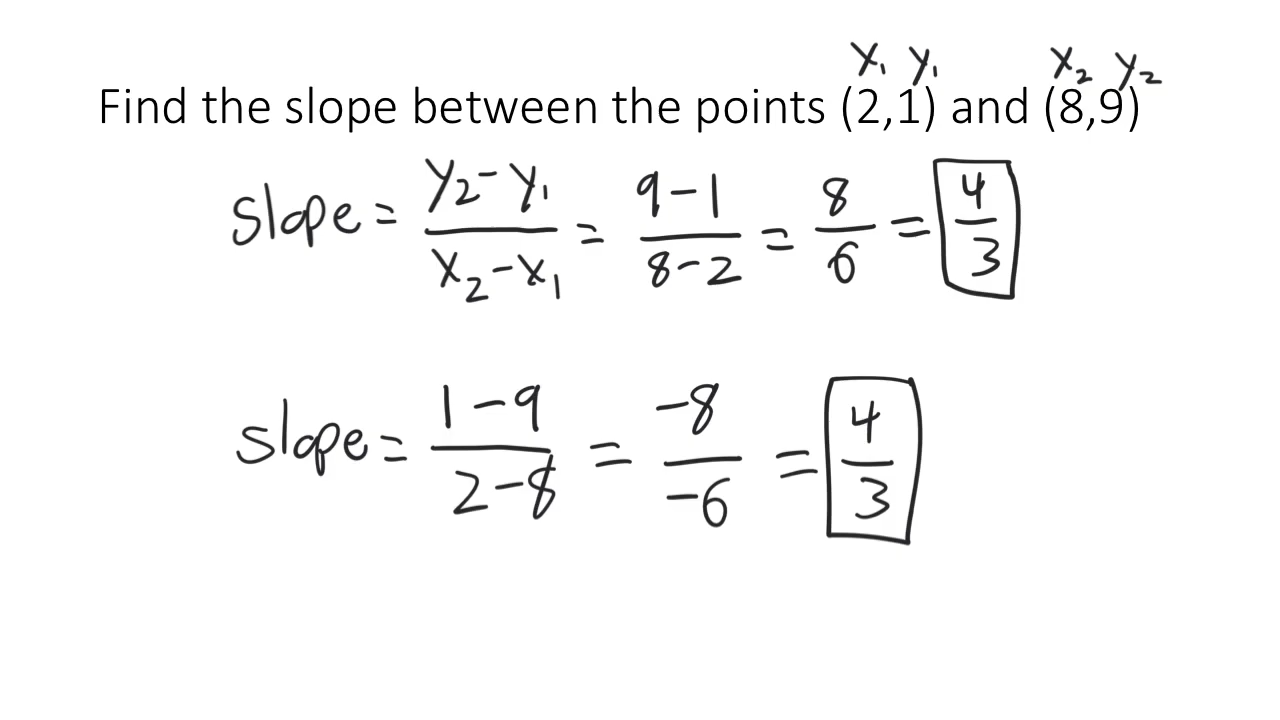 x₁ y₁ x₂ y₂
Find the slope between the points (2,1) and (8,9)
slope = (y₂-y₁)/(x₂-x₁) = (9-1)/(8-2) = 8/6 = 4/3
slope = (1-9)/(2-8) = -8/-6 = 4/3